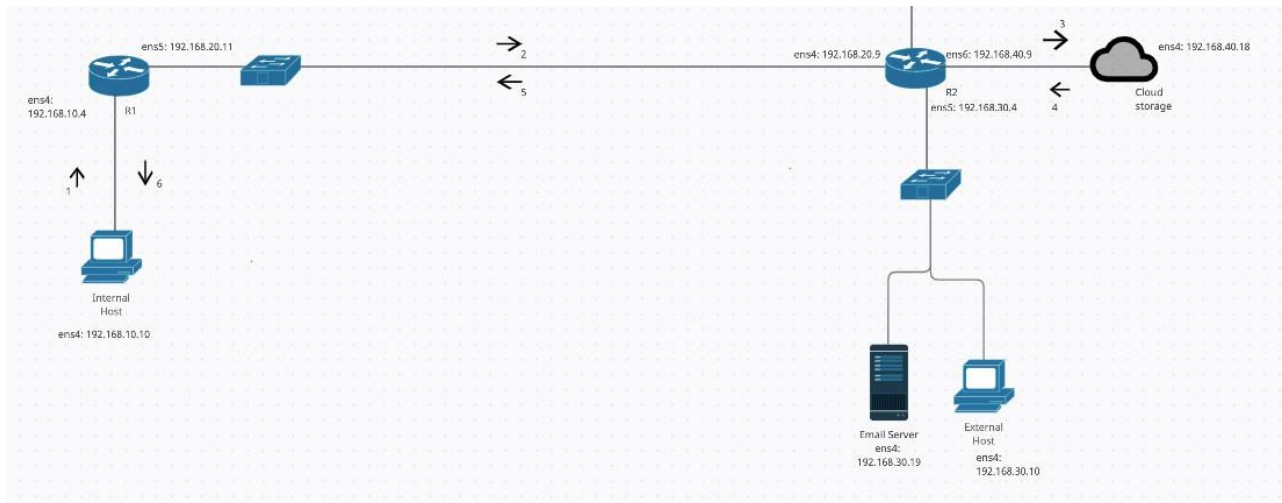 ens5: 192.168.20.11
ens4:
192.168.10.4
R1
1
6
Internal
Host
ens4: 192.168.10.10
2
5
ens4: 192.168.20.9
ens6: 192.168.40.9
R2
ens5: 192.168.30.4
3
4
ens4: 192.168.40.18
Cloud
storage
Email Server
ens4:
192.168.30.19
External
Host
ens4:
192.168.30.10